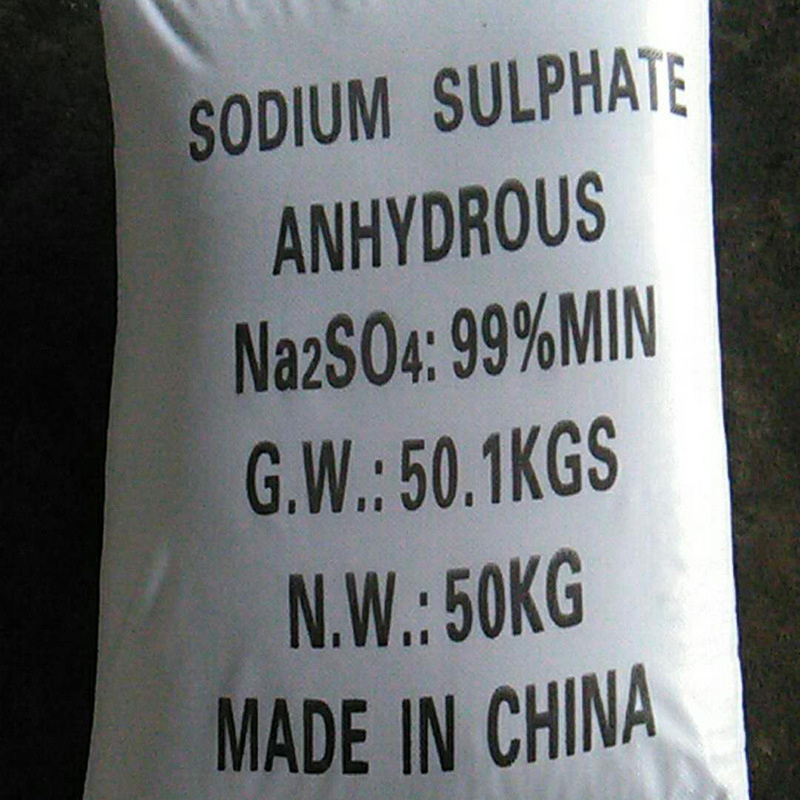 SODIUM SULPHATE
ANHYDROUS
Na2SO4: 99%MIN
G.W.: 50.1KGS
N.W.: 50KG
MADE IN CHINA